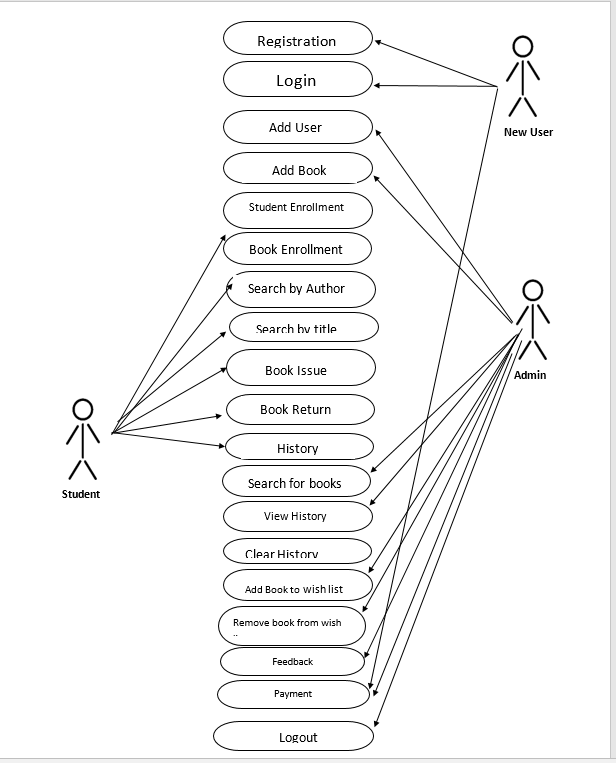 Registration
Login
New User
Add User
Add Book
Student Enrollment
Book Enrollment
Search by Author
Search by title
Book Issue
Admin
Book Return
History
Search for books
Student
View History
Clear History
Add Book to wish list
Remove book from wish
Feedback
Payment
Logout